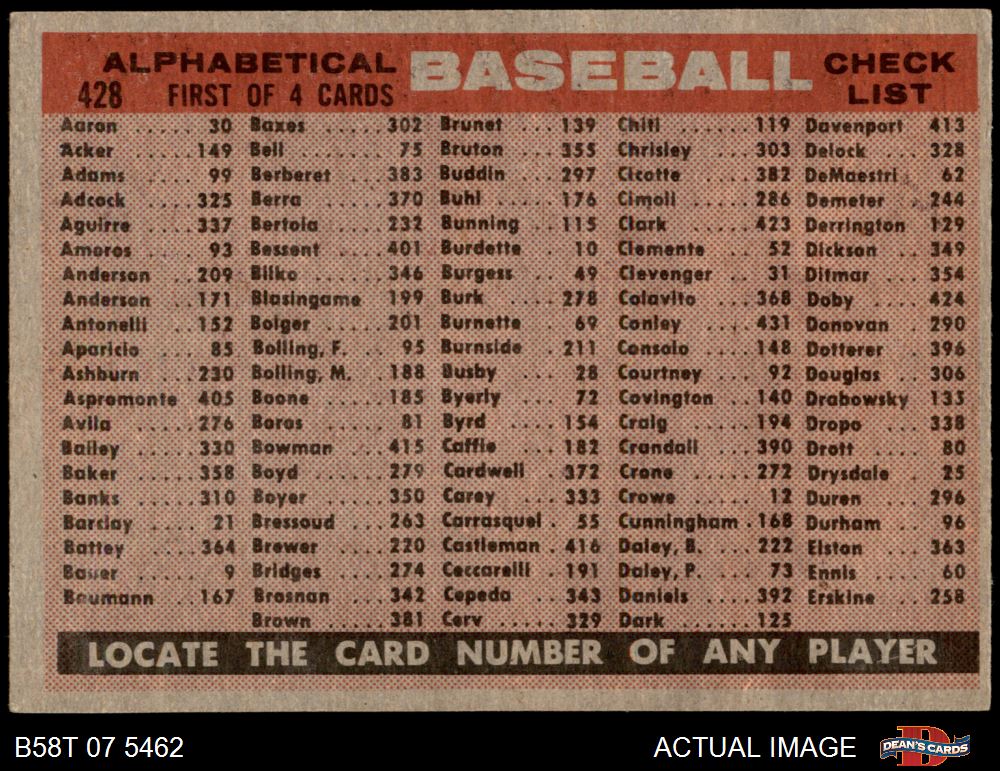 ALPHABETICAL BASEBALL CHECK
428 FIRST OF 4 CARDS LIST
Aaron ..... 30
Acker ..... 149
Adams .... 99
Adcock ... 325
Aguirre ... 337
Amoros ... 93
Anderson .. 209
Anderson .. 171
Antonelli .. 152
Aparicio ... 85
Ashburn ... 230
Aspromonte 405
Avila ..... 276
Bailey .... 330
Baker .... 358
Banks .... 310
Barclay .... 21
Battey .... 364
Bauer .... 9
Baumann .. 167
Baxes .... 302
Bell ....... 75
Berberet ... 383
Berra .... 370
Bertoia ... 232
Bessent ... 401
Bilko ..... 346
Blasingame 199
Bolger .... 201
Bolling, F. .. 95
Bolling, M. . 188
Boone .... 185
Boros .... 81
Bowman ... 415
Boyd ..... 279
Boyer .... 350
Bressoud ... 263
Brewer .... 220
Bridges .... 274
Brosnan ... 342
Brown .... 381
Brunet ... 139
Bruton ... 355
Buddin ... 297
Buhl ..... 176
Bunning ... 115
Burdette ... 10
Burgess ... 49
Burk .... 278
Burnette ... 69
Burnside .. 211
Busby .... 28
Byerly .... 72
Byrd .... 154
Caffie .... 182
Cardwell .. 372
Carey ... 333
Carrasquel . 55
Castleman . 416
Ceccarelli . 191
Cepeda ... 343
Cerv ..... 329
Chiti ...... 119
Chrisley ... 303
Cicotte .... 382
Cimoli .... 286
Clark ..... 423
Clemente ... 52
Clevenger .. 31
Colavito ... 368
Conley .... 431
Consolo ... 148
Courtney ... 92
Covington .. 140
Craig .... 194
Crandall ... 390
Crone .... 272
Crowe .... 12
Cunningham . 168
Daley, B. ... 222
Daley, P. ... 73
Daniels .... 392
Dark ..... 125
Davenport 413
Delock ... 328
DeMaestri 62
Demeter .. 244
Derrington 129
Dickson .. 349
Ditmar ... 354
Doby .... 424
Donovan . 290
Dotterer .. 396
Douglas .. 306
Drabowsky 135
Dropo ... 338
Drott .... 80
Drysdale .. 25
Duren ... 296
Durham .. 96
Elston ... 363
Ennis .... 60
Erskine .. 258
LOCATE THE CARD NUMBER OF ANY PLAYER
B58T 07 5462 ACTUAL IMAGE
D
DEAN'S CARDS